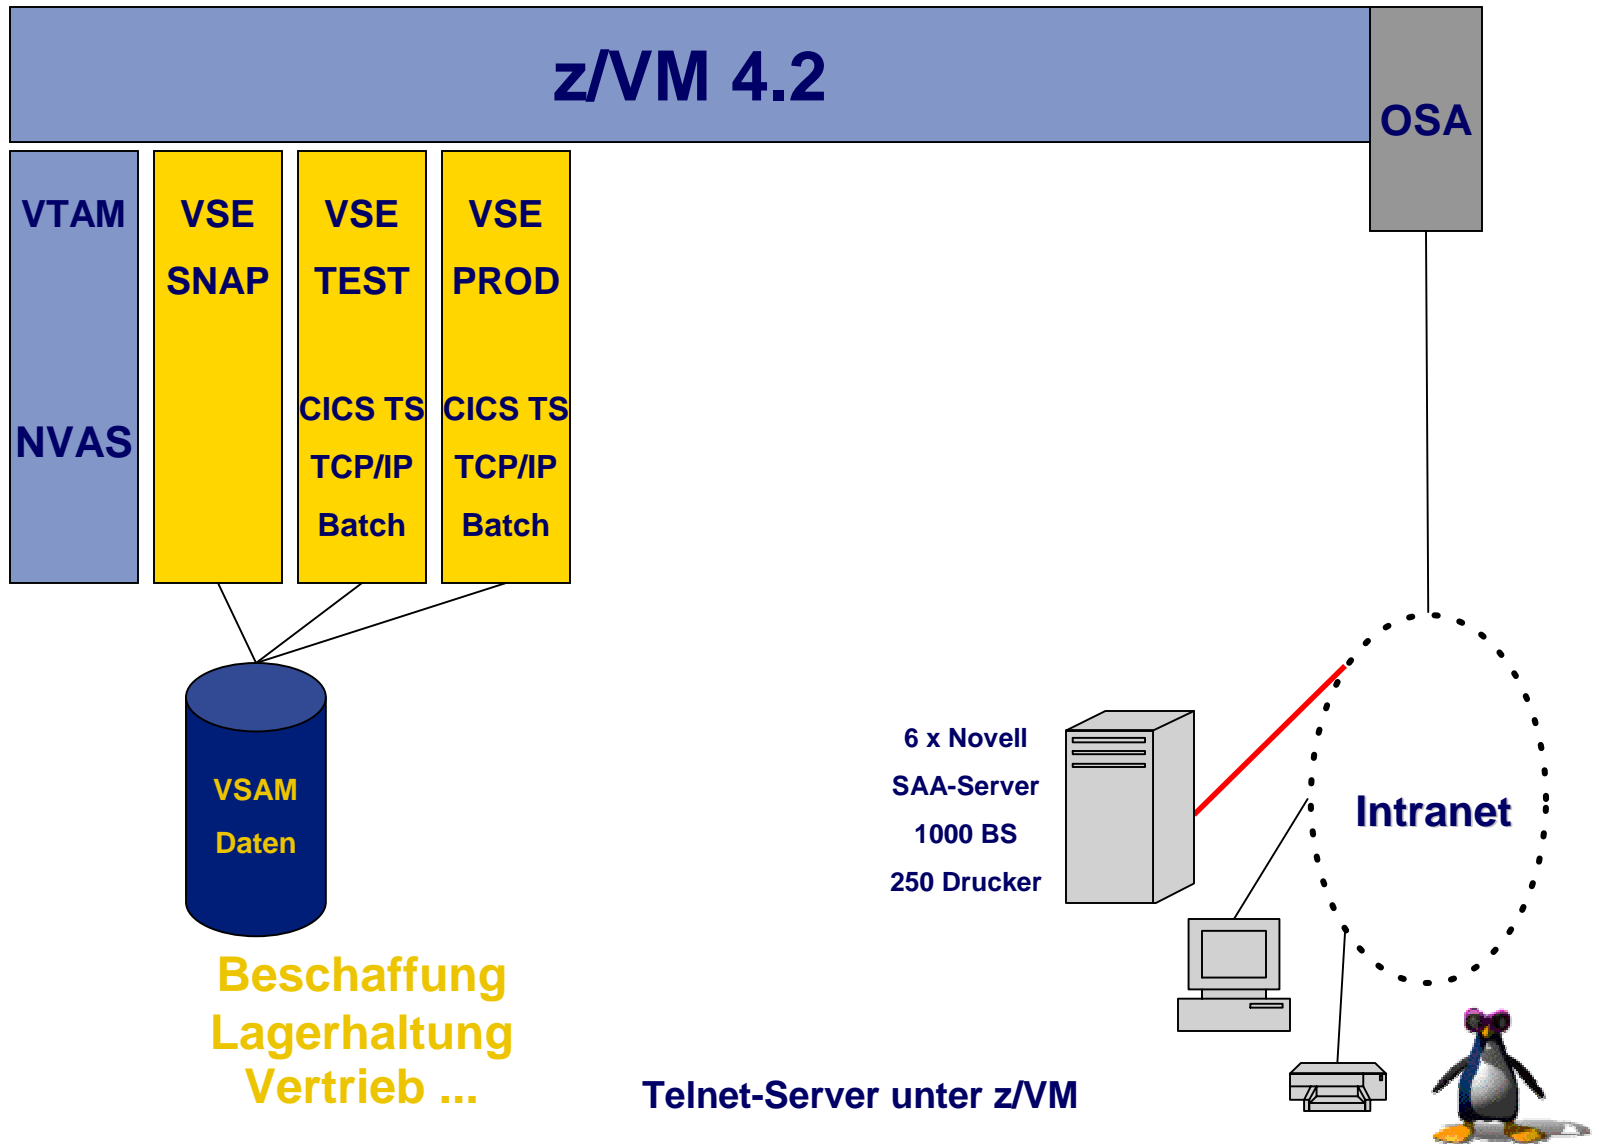 z/VM 4.2
OSA
VTAM
NVAS
VSE
SNAP
VSE
TEST
CICS TS
TCP/IP
Batch
VSE
PROD
CICS TS
TCP/IP
Batch
VSAM
Daten
6 x Novell
SAA-Server
1000 BS
250 Drucker
Intranet
Beschaffung
Lagerhaltung
Vertrieb ...
Telnet-Server unter z/VM